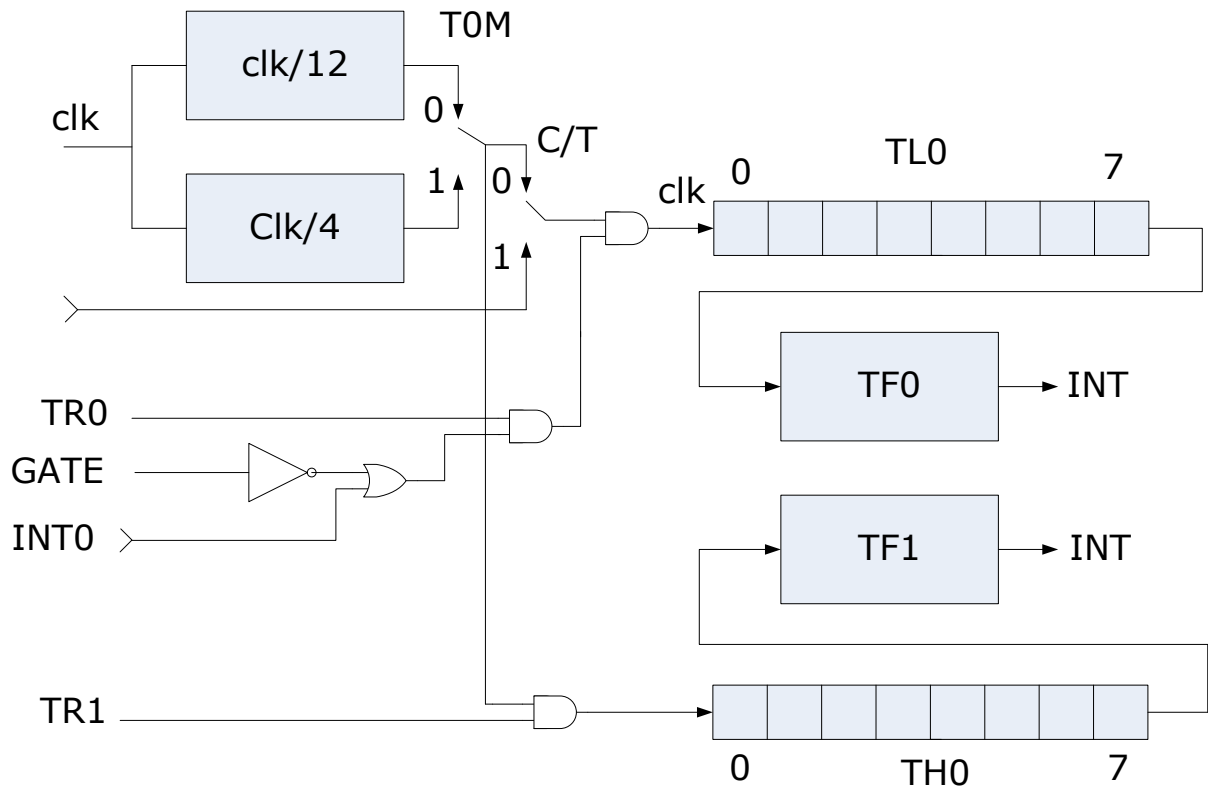 T0M
clk/12
clk
0
C/T
1
0
Clk/4
1
clk
0
TL0
7
TF0
INT
TR0
GATE
INT0
TF1
INT
TR1
0
TH0
7